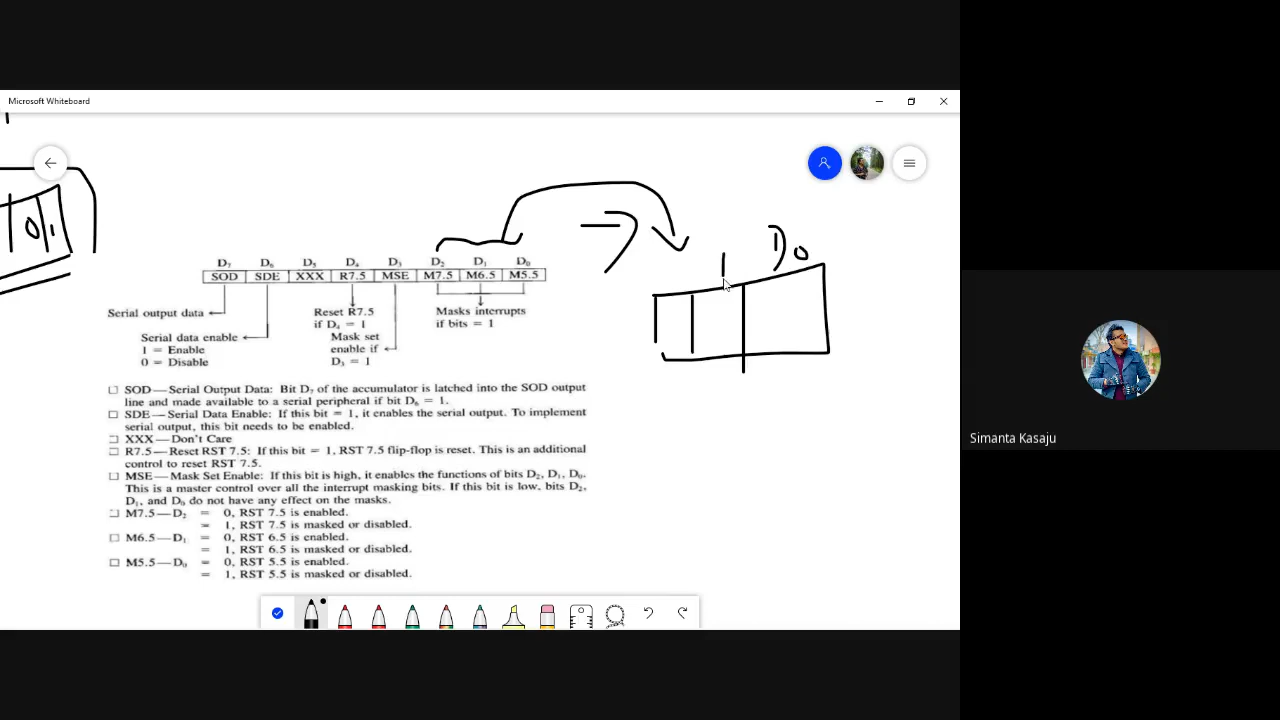 Microsoft Whiteboard
0/1
D₇ D₆ D₅ D₄ D₃ D₂ D₁ D₀
SOD SDE XXX R7.5 MSE M7.5 M6.5 M5.5
Serial output data
Serial data enable
1 = Enable
0 = Disable
Reset R7.5
if D₄ = 1
Mask set
enable if
D₃ = 1
Masks interrupts
if bits = 1
1 D0
SOD—Serial Output Data: Bit D₇ of the accumulator is latched into the SOD output
line and made available to a serial peripheral if bit D₆ = 1.
SDE—Serial Data Enable: If this bit = 1, it enables the serial output. To implement
serial output, this bit needs to be enabled.
XXX—Don't Care
R7.5—Reset RST 7.5: If this bit = 1, RST 7.5 flip-flop is reset. This is an additional
control to reset RST 7.5.
MSE—Mask Set Enable: If this bit is high, it enables the functions of bits D₂, D₁, D₀.
This is a master control over all the interrupt masking bits. If this bit is low, bits D₂,
D₁, and D₀ do not have any effect on the masks.
M7.5—D₂ = 0, RST 7.5 is enabled.
= 1, RST 7.5 is masked or disabled.
M6.5—D₁ = 0, RST 6.5 is enabled.
= 1, RST 6.5 is masked or disabled.
M5.5—D₀ = 0, RST 5.5 is enabled.
= 1, RST 5.5 is masked or disabled.
Simanta Kasaju